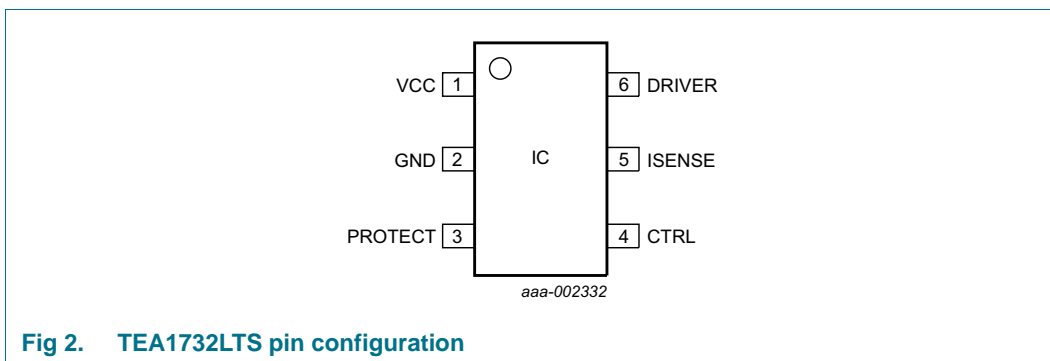 VCC 1 6 DRIVER
GND 2 IC 5 ISENSE
PROTECT 3 4 CTRL
aaa-002332
Fig 2. TEA1732LTS pin configuration